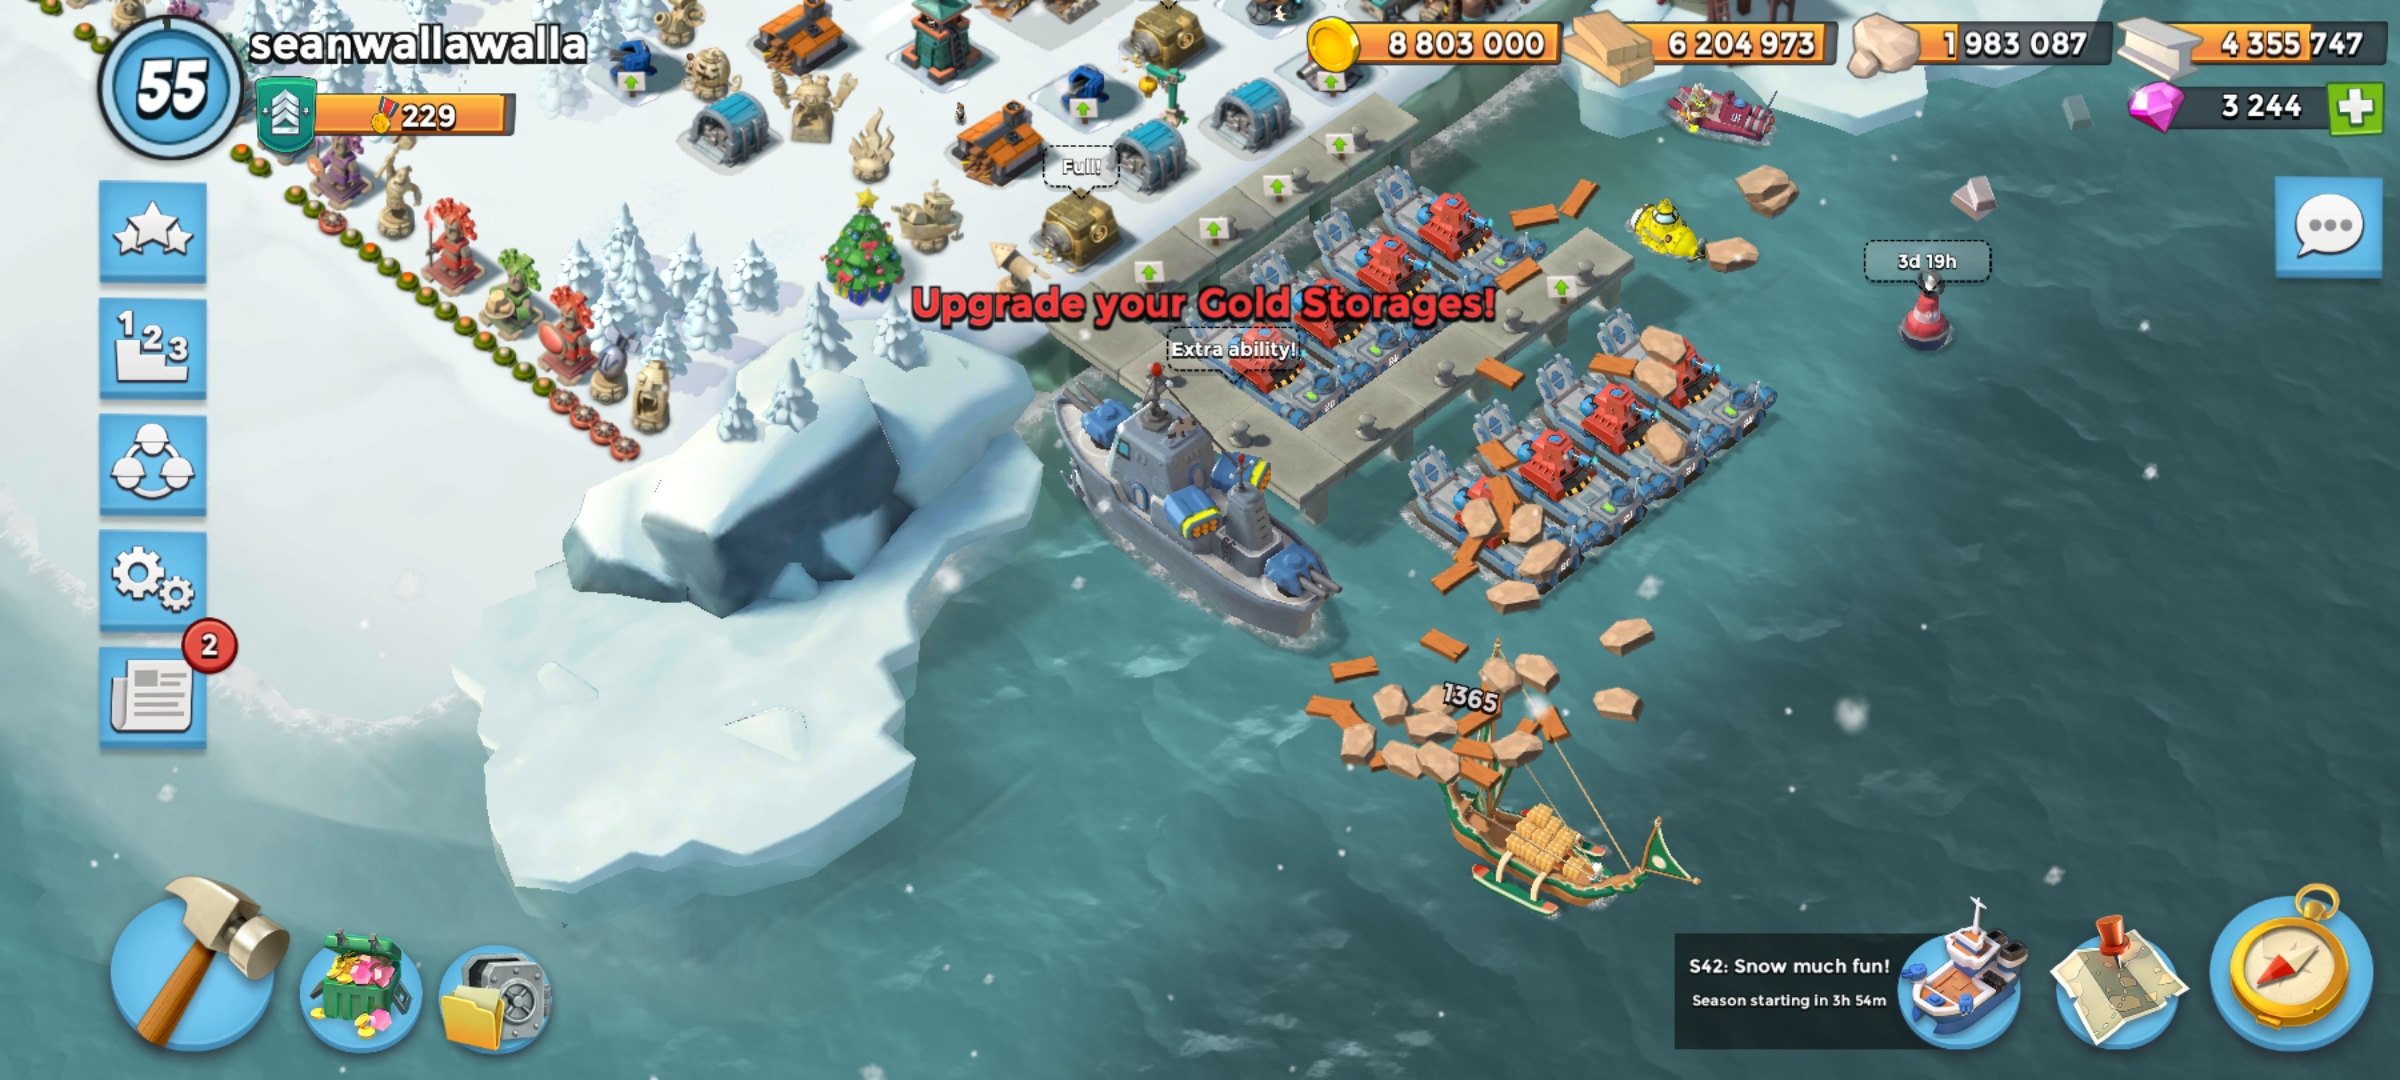 55
seanwallawalla
229
8 803 000
6 204 973
1 983 087
4 355 747
3 244
Full!
3d 19h
Upgrade your Gold Storages!
Extra ability!
123
2
1365
S42: Snow much fun!
Season starting in 3h 54m